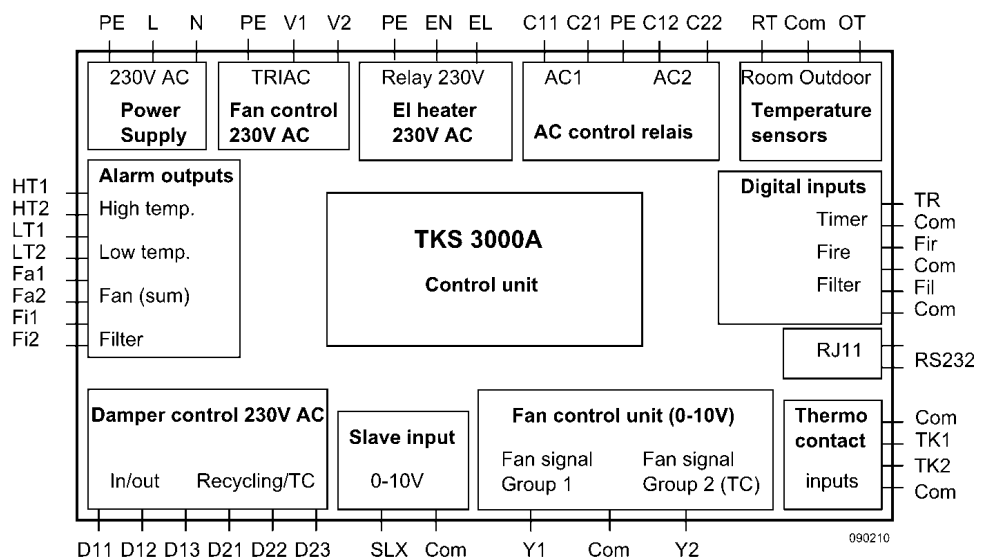 PE L N PE V1 V2 PE EN EL C11 C21 PE C12 C22 RT Com OT
230V AC
Power
Supply
TRIAC
Fan control
230V AC
Relay 230V
El heater
230V AC
AC1 AC2
AC control relais
Room Outdoor
Temperature
sensors
HT1
HT2
LT1
LT2
Fa1
Fa2
Fi1
Fi2
Alarm outputs
High temp.
Low temp.
Fan (sum)
Filter
TKS 3000A
Control unit
Digital inputs
Timer
Fire
Filter
TR
Com
Fir
Com
Fil
Com
RJ11
RS232
Damper control 230V AC
In/out Recycling/TC
Slave input
0-10V
Fan control unit (0-10V)
Fan signal
Group 1
Fan signal
Group 2 (TC)
Thermo
contact
inputs
Com
TK1
TK2
Com
D11 D12 D13 D21 D22 D23 SLX Com Y1 Com Y2
090210